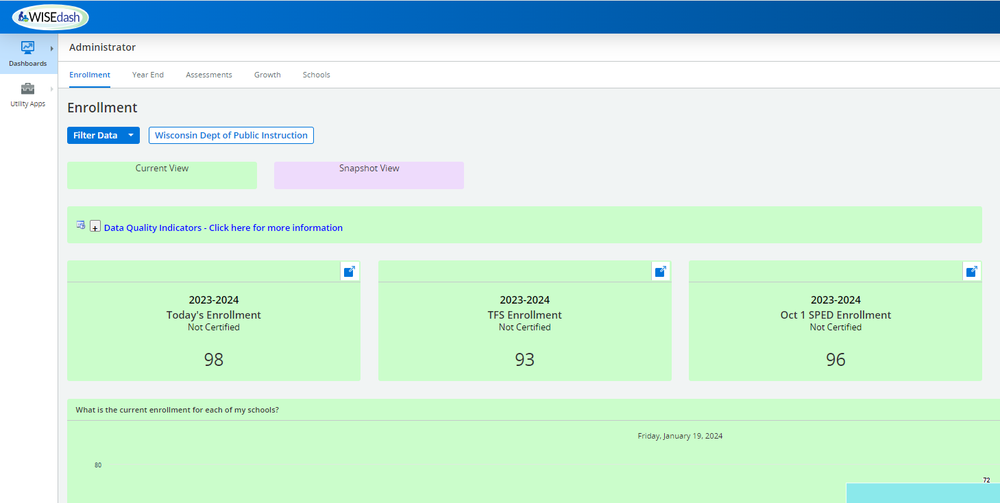 WISEdash
Administrator
Dashboards
Enrollment Year End Assessments Growth Schools
Utility Apps
Enrollment
Filter Data Wisconsin Dept of Public Instruction
Current View Snapshot View
+ Data Quality Indicators - Click here for more information
2023-2024
Today's Enrollment
Not Certified
98
2023-2024
TFS Enrollment
Not Certified
93
2023-2024
Oct 1 SPED Enrollment
Not Certified
96
What is the current enrollment for each of my schools?
Friday, January 19, 2024
80
72